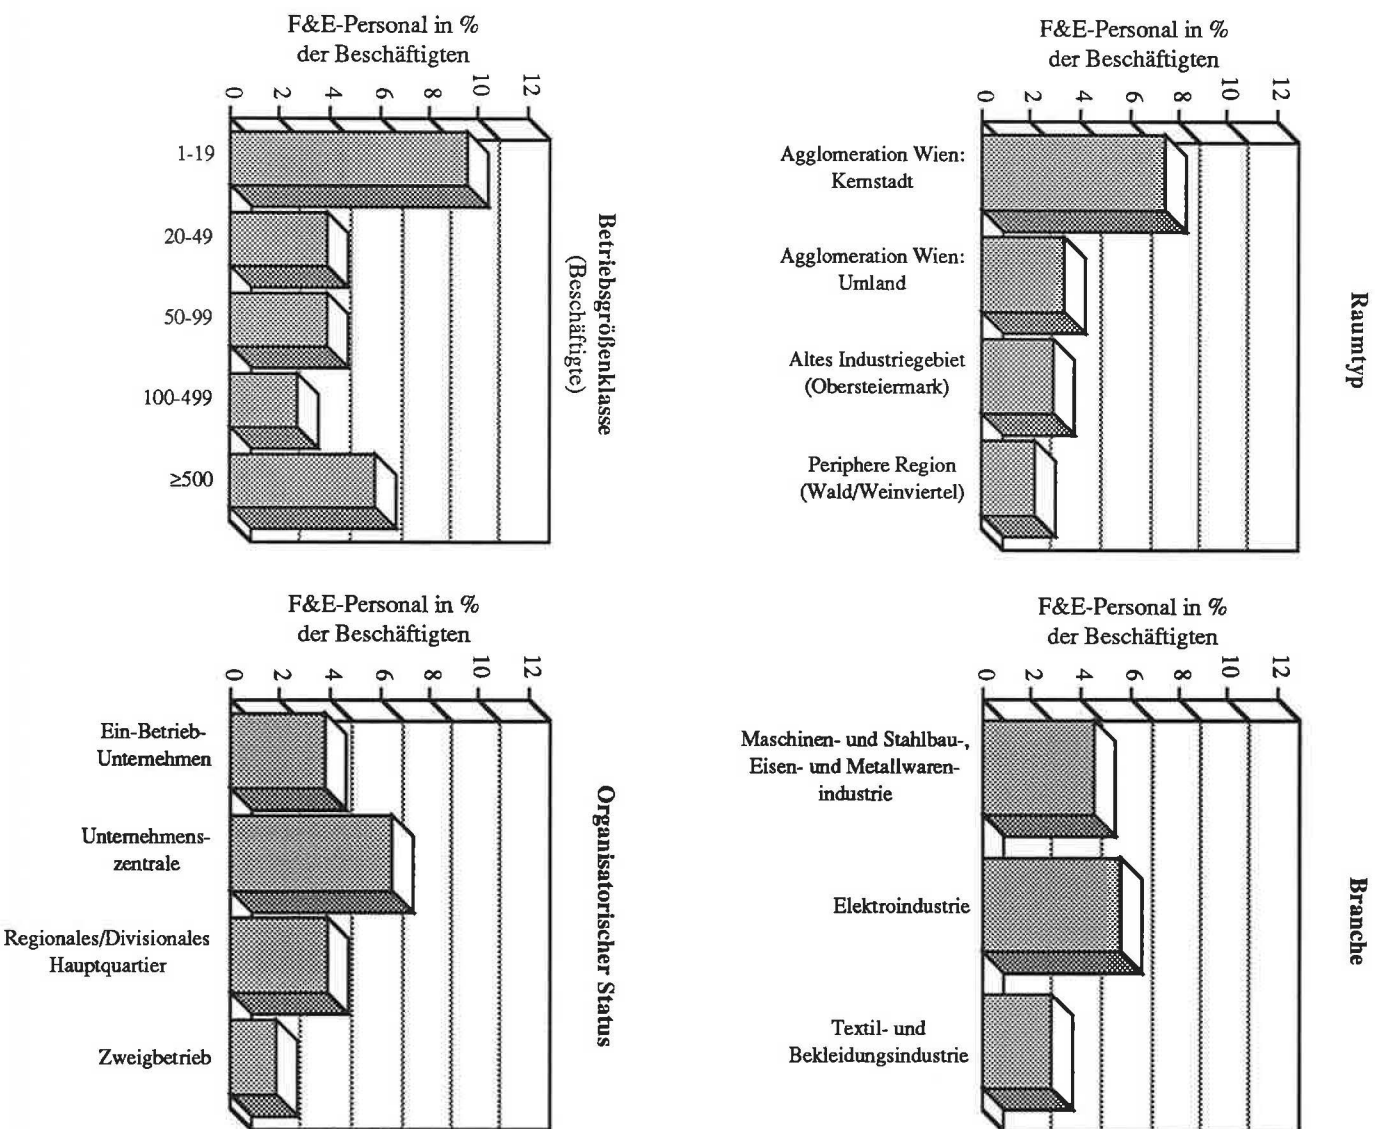 F&E-Personal in %
der Beschäftigten
0 2 4 6 8 10 12
1-19
20-49
50-99
100-499
≥500
Betriebsgrößenklasse
(Beschäftigte)
F&E-Personal in %
der Beschäftigten
0 2 4 6 8 10 12
Agglomeration Wien:
Kernstadt
Agglomeration Wien:
Umland
Altes Industriegebiet
(Obersteiermark)
Periphere Region
(Wald/Weinviertel)
Raumtyp
F&E-Personal in %
der Beschäftigten
0 2 4 6 8 10 12
Ein-Betrieb-
Unternehmen
Unternehmens-
zentrale
Regionales/Divisionales
Hauptquartier
Zweigbetrieb
Organisatorischer Status
F&E-Personal in %
der Beschäftigten
0 2 4 6 8 10 12
Maschinen- und Stahlbau-,
Eisen- und Metallwaren-
industrie
Elektroindustrie
Textil- und
Bekleidungsindustrie
Branche